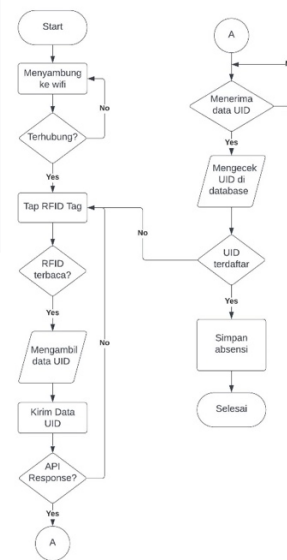 Start
Menyambung
ke wifi
No
Terhubung?
Yes
Tap RFID Tag
RFID
terbaca?
Yes
Mengambil
data UID
No
Kirim Data
UID
API
Response?
Yes
A
A
Menerima
data UID
Yes
Mengecek
UID di
database
No
UID
terdaftar
Yes
Simpan
absensi
Selesai